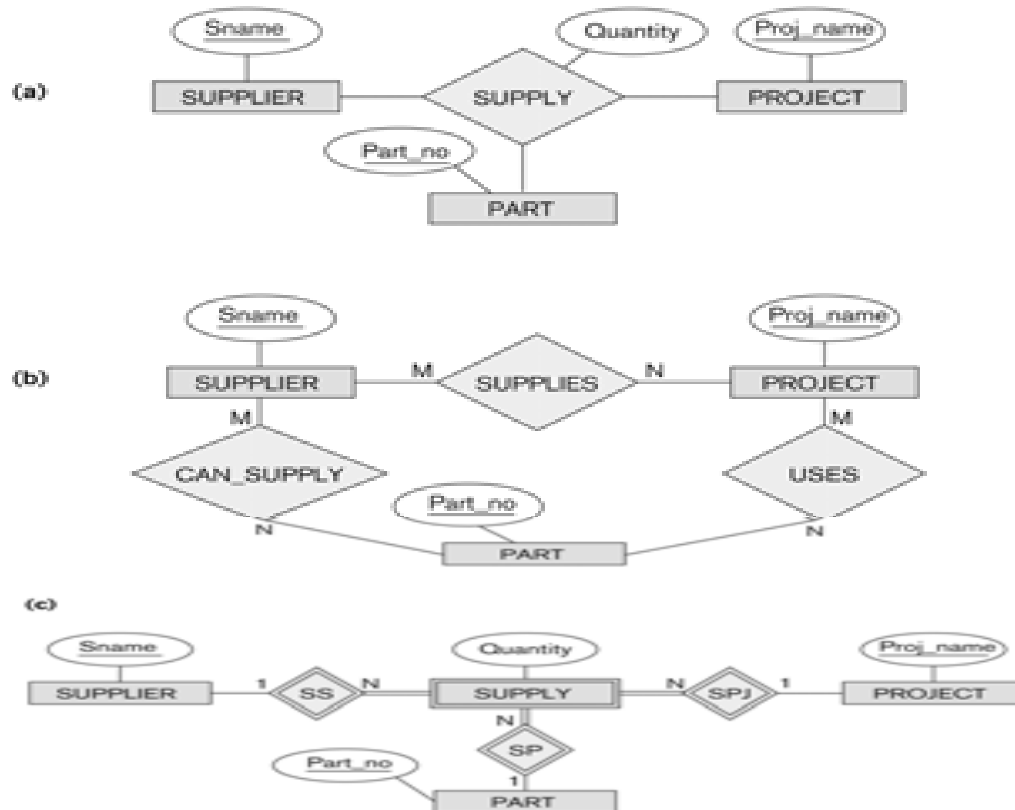 Sname Quantity Proj_name
(a) SUPPLIER SUPPLY PROJECT
Part_no
PART
Sname Proj_name
(b) SUPPLIER M SUPPLIES N PROJECT
M M
CAN_SUPPLY USES
Part_no
N N
PART
(c)
Sname Quantity Proj_name
SUPPLIER 1 SS N SUPPLY N SPJ 1 PROJECT
N
SP
Part_no
1
PART